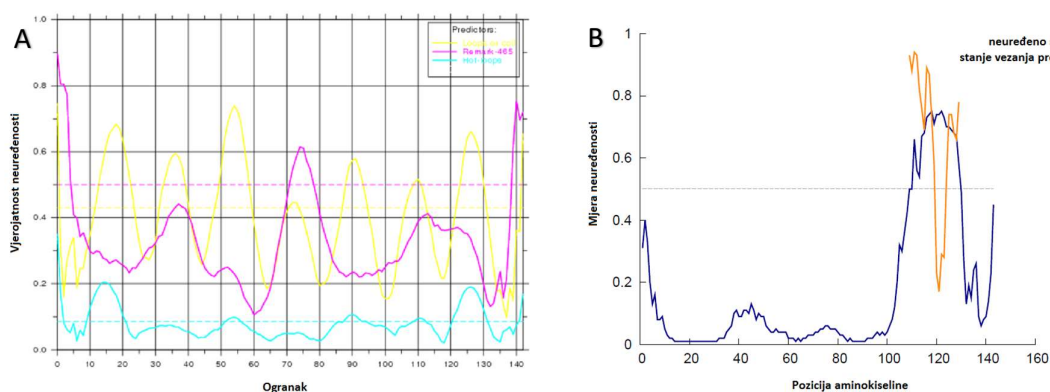 A
Vjerojatnost neuređenosti
1.0
0.8
0.6
0.4
0.2
0.0
Predictors:
Remark-465
Hot-loops
0 10 20 30 40 50 60 70 80 90 100 110 120 130 140
Ogranak
B
Mjera neuređenosti
1
0.8
0.6
0.4
0.2
0
neuređeno
stanje vezanja pro
0 20 40 60 80 100 120 140 160
Pozicija aminokiseline